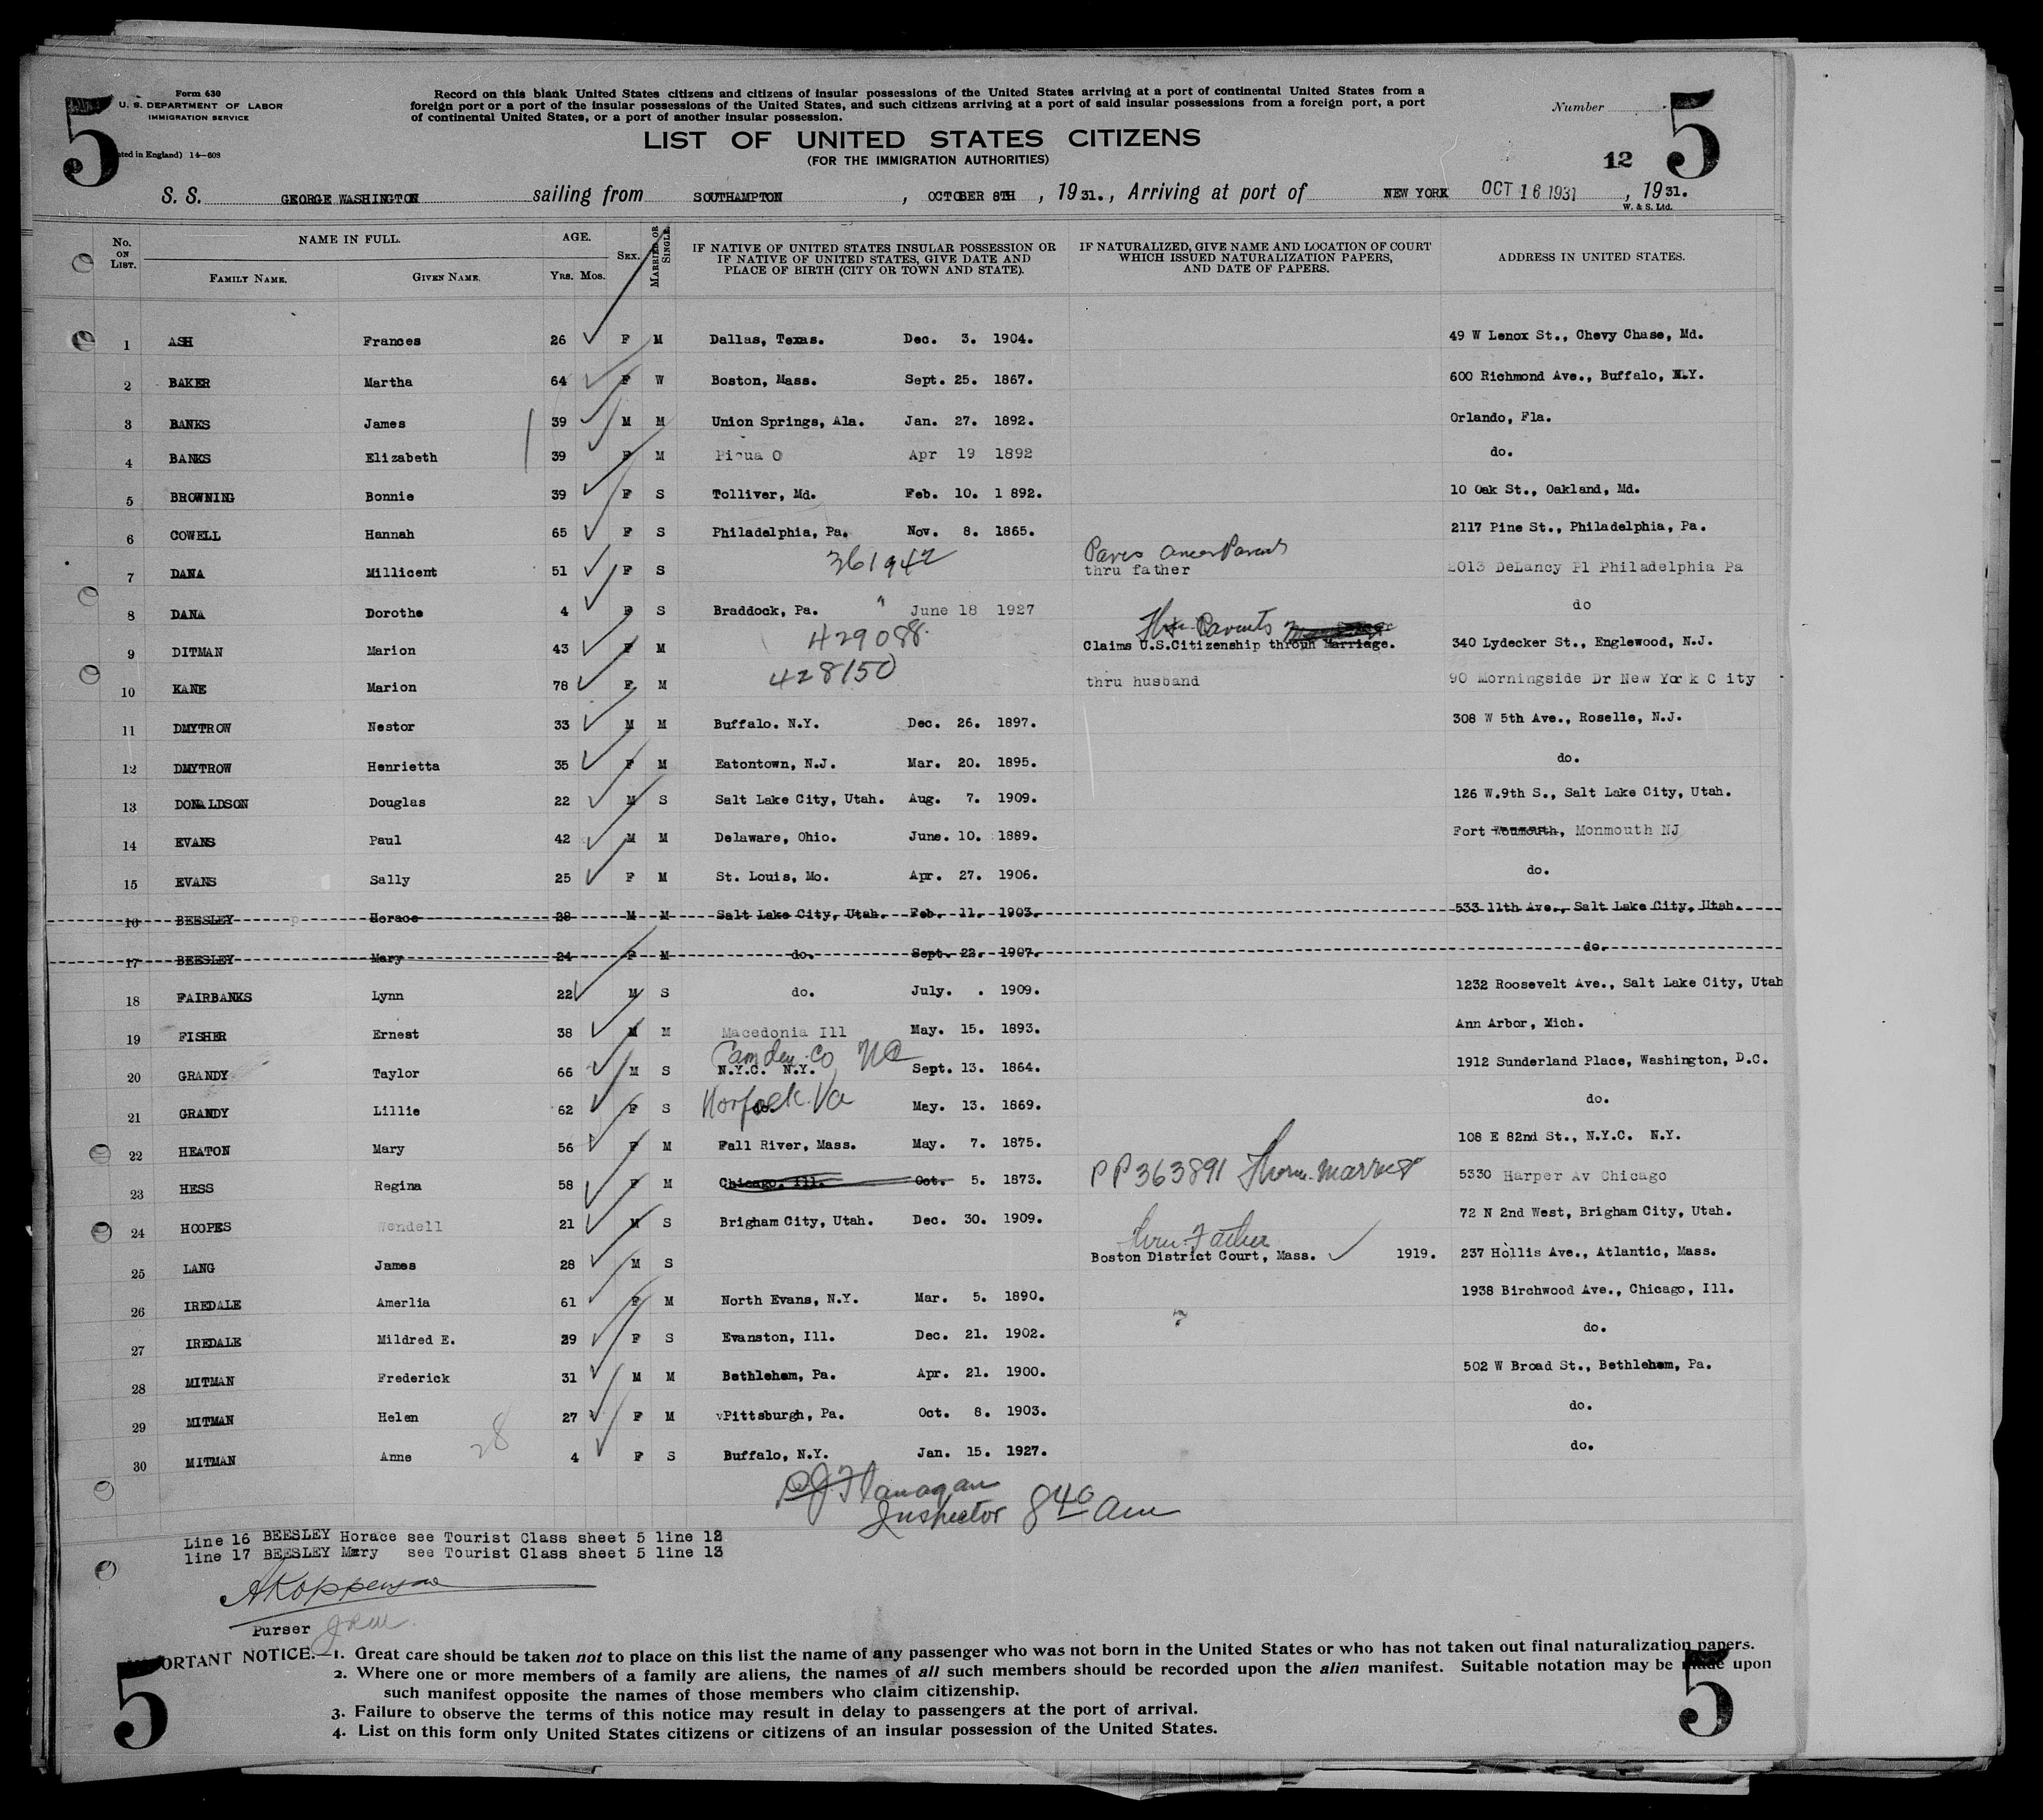 5
Form 630
U. S. DEPARTMENT OF LABOR
IMMIGRATION SERVICE
ted in England) 14—608
Record on this blank United States citizens and citizens of insular possessions of the United States arriving at a port of continental United States from a
foreign port or a port of the insular possessions of the United States, and such citizens arriving at a port of said insular possessions from a foreign port, a port
of continental United States, or a port of another insular possession.
Number
5
LIST OF UNITED STATES CITIZENS
(FOR THE IMMIGRATION AUTHORITIES)
12
S. S. GEORGE WASHINGTON sailing from SOUTHAMPTON , OCTOBER 8TH , 1931., Arriving at port of NEW YORK OCT 16 1931 , 1931.
W. & S. Ltd.
No. ON LIST. NAME IN FULL. FAMILY NAME. GIVEN NAME. AGE. YRS. MOS. SEX. MARRIED OR SINGLE. IF NATIVE OF UNITED STATES INSULAR POSSESSION OR IF NATIVE OF UNITED STATES, GIVE DATE AND PLACE OF BIRTH (CITY OR TOWN AND STATE). IF NATURALIZED, GIVE NAME AND LOCATION OF COURT WHICH ISSUED NATURALIZATION PAPERS, AND DATE OF PAPERS. ADDRESS IN UNITED STATES.
1 ASH Frances 26 F M Dallas, Texas. Dec. 3. 1904. 49 W Lenox St., Chevy Chase, Md.
2 BAKER Martha 64 F W Boston, Mass. Sept. 25. 1867. 600 Richmond Ave., Buffalo, N.Y.
3 BANKS James 39 M M Union Springs, Ala. Jan. 27. 1892. Orlando, Fla.
4 BANKS Elizabeth 39 F M Piqua O Apr 19 1892 do.
5 BROWNING Bonnie 39 F S Tolliver, Md. Feb. 10. 1 892. 10 Oak St., Oakland, Md.
6 COWELL Hannah 65 F S Philadelphia, Pa. Nov. 8. 1865. 2117 Pine St., Philadelphia, Pa.
7 DANA Millicent 51 F S 361942 Paris thru father 2013 DeLancy Pl Philadelphia Pa
8 DANA Dorothe 4 F S Braddock, Pa. " June 18 1927 do
9 DITMAN Marion 43 F M 429088 Thru Parents Claims U.S.Citizenship throuh Marriage. 340 Lydecker St., Englewood, N.J.
10 KANE Marion 78 F M 428150 thru husband 90 Morningside Dr New York C ity
11 DMYTROW Nestor 33 M M Buffalo. N.Y. Dec. 26. 1897. 308 W 5th Ave., Roselle, N.J.
12 DMYTROW Henrietta 35 F M Eatontown, N.J. Mar. 20. 1895. do.
13 DONALDSON Douglas 22 M S Salt Lake City, Utah. Aug. 7. 1909. 126 W.9th S., Salt Lake City, Utah.
14 EVANS Paul 42 M M Delaware, Ohio. June. 10. 1889. Fort Monmouth NJ
15 EVANS Sally 25 F M St. Louis, Mo. Apr. 27. 1906. do.
16 BEESLEY Horace 28 M M Salt Lake City, Utah. Feb. 11. 1903. 533 11th Ave., Salt Lake City, Utah.
17 BEESLEY Mary 24 F M do. Sept. 22. 1907. do.
18 FAIRBANKS Lynn 22 M S do. July. . 1909. 1232 Roosevelt Ave., Salt Lake City, Utah
19 FISHER Ernest 38 M M Macedonia Ill May. 15. 1893. Ann Arbor, Mich.
20 GRANDY Taylor 66 M S Camden Co NC N.Y.C. N.Y. Sept. 13. 1864. 1912 Sunderland Place, Washington, D.C.
21 GRANDY Lillie 62 F S Norfolk Va do. May. 13. 1869. do.
22 HEATON Mary 56 F M Fall River, Mass. May. 7. 1875. 108 E 82nd St., N.Y.C. N.Y.
23 HESS Regina 58 F M Chicago, Ill. Oct. 5. 1873. PP363891 5330 Harper Av Chicago
24 HOOPES Wendell 21 M S Brigham City, Utah. Dec. 30. 1909. 72 N 2nd West, Brigham City, Utah.
25 LANG James 28 M S thru Father Boston District Court, Mass. 1919. 237 Hollis Ave., Atlantic, Mass.
26 IREDALE Amerlia 61 F M North Evans, N.Y. Mar. 5. 1890. 1938 Birchwood Ave., Chicago, Ill.
27 IREDALE Mildred E. 29 F S Evanston, Ill. Dec. 21. 1902. do.
28 MITMAN Frederick 31 M M Bethlehem, Pa. Apr. 21. 1900. 502 W Broad St., Bethlehem, Pa.
29 MITMAN Helen 27 F M Pittsburgh, Pa. Oct. 8. 1903. do.
30 MITMAN Anne 28 4 F S Buffalo, N.Y. Jan. 15. 1927. do.
Flanagan
Inspector 840 am
Line 16 BEESLEY Horace see Tourist Class sheet 5 line 12
line 17 BEESLEY Mary see Tourist Class sheet 5 line 13
Purser
ORTANT NOTICE.—1. Great care should be taken not to place on this list the name of any passenger who was not born in the United States or who has not taken out final naturalization papers.
2. Where one or more members of a family are aliens, the names of all such members should be recorded upon the alien manifest. Suitable notation may be made upon
such manifest opposite the names of those members who claim citizenship.
3. Failure to observe the terms of this notice may result in delay to passengers at the port of arrival.
4. List on this form only United States citizens or citizens of an insular possession of the United States.
5
5